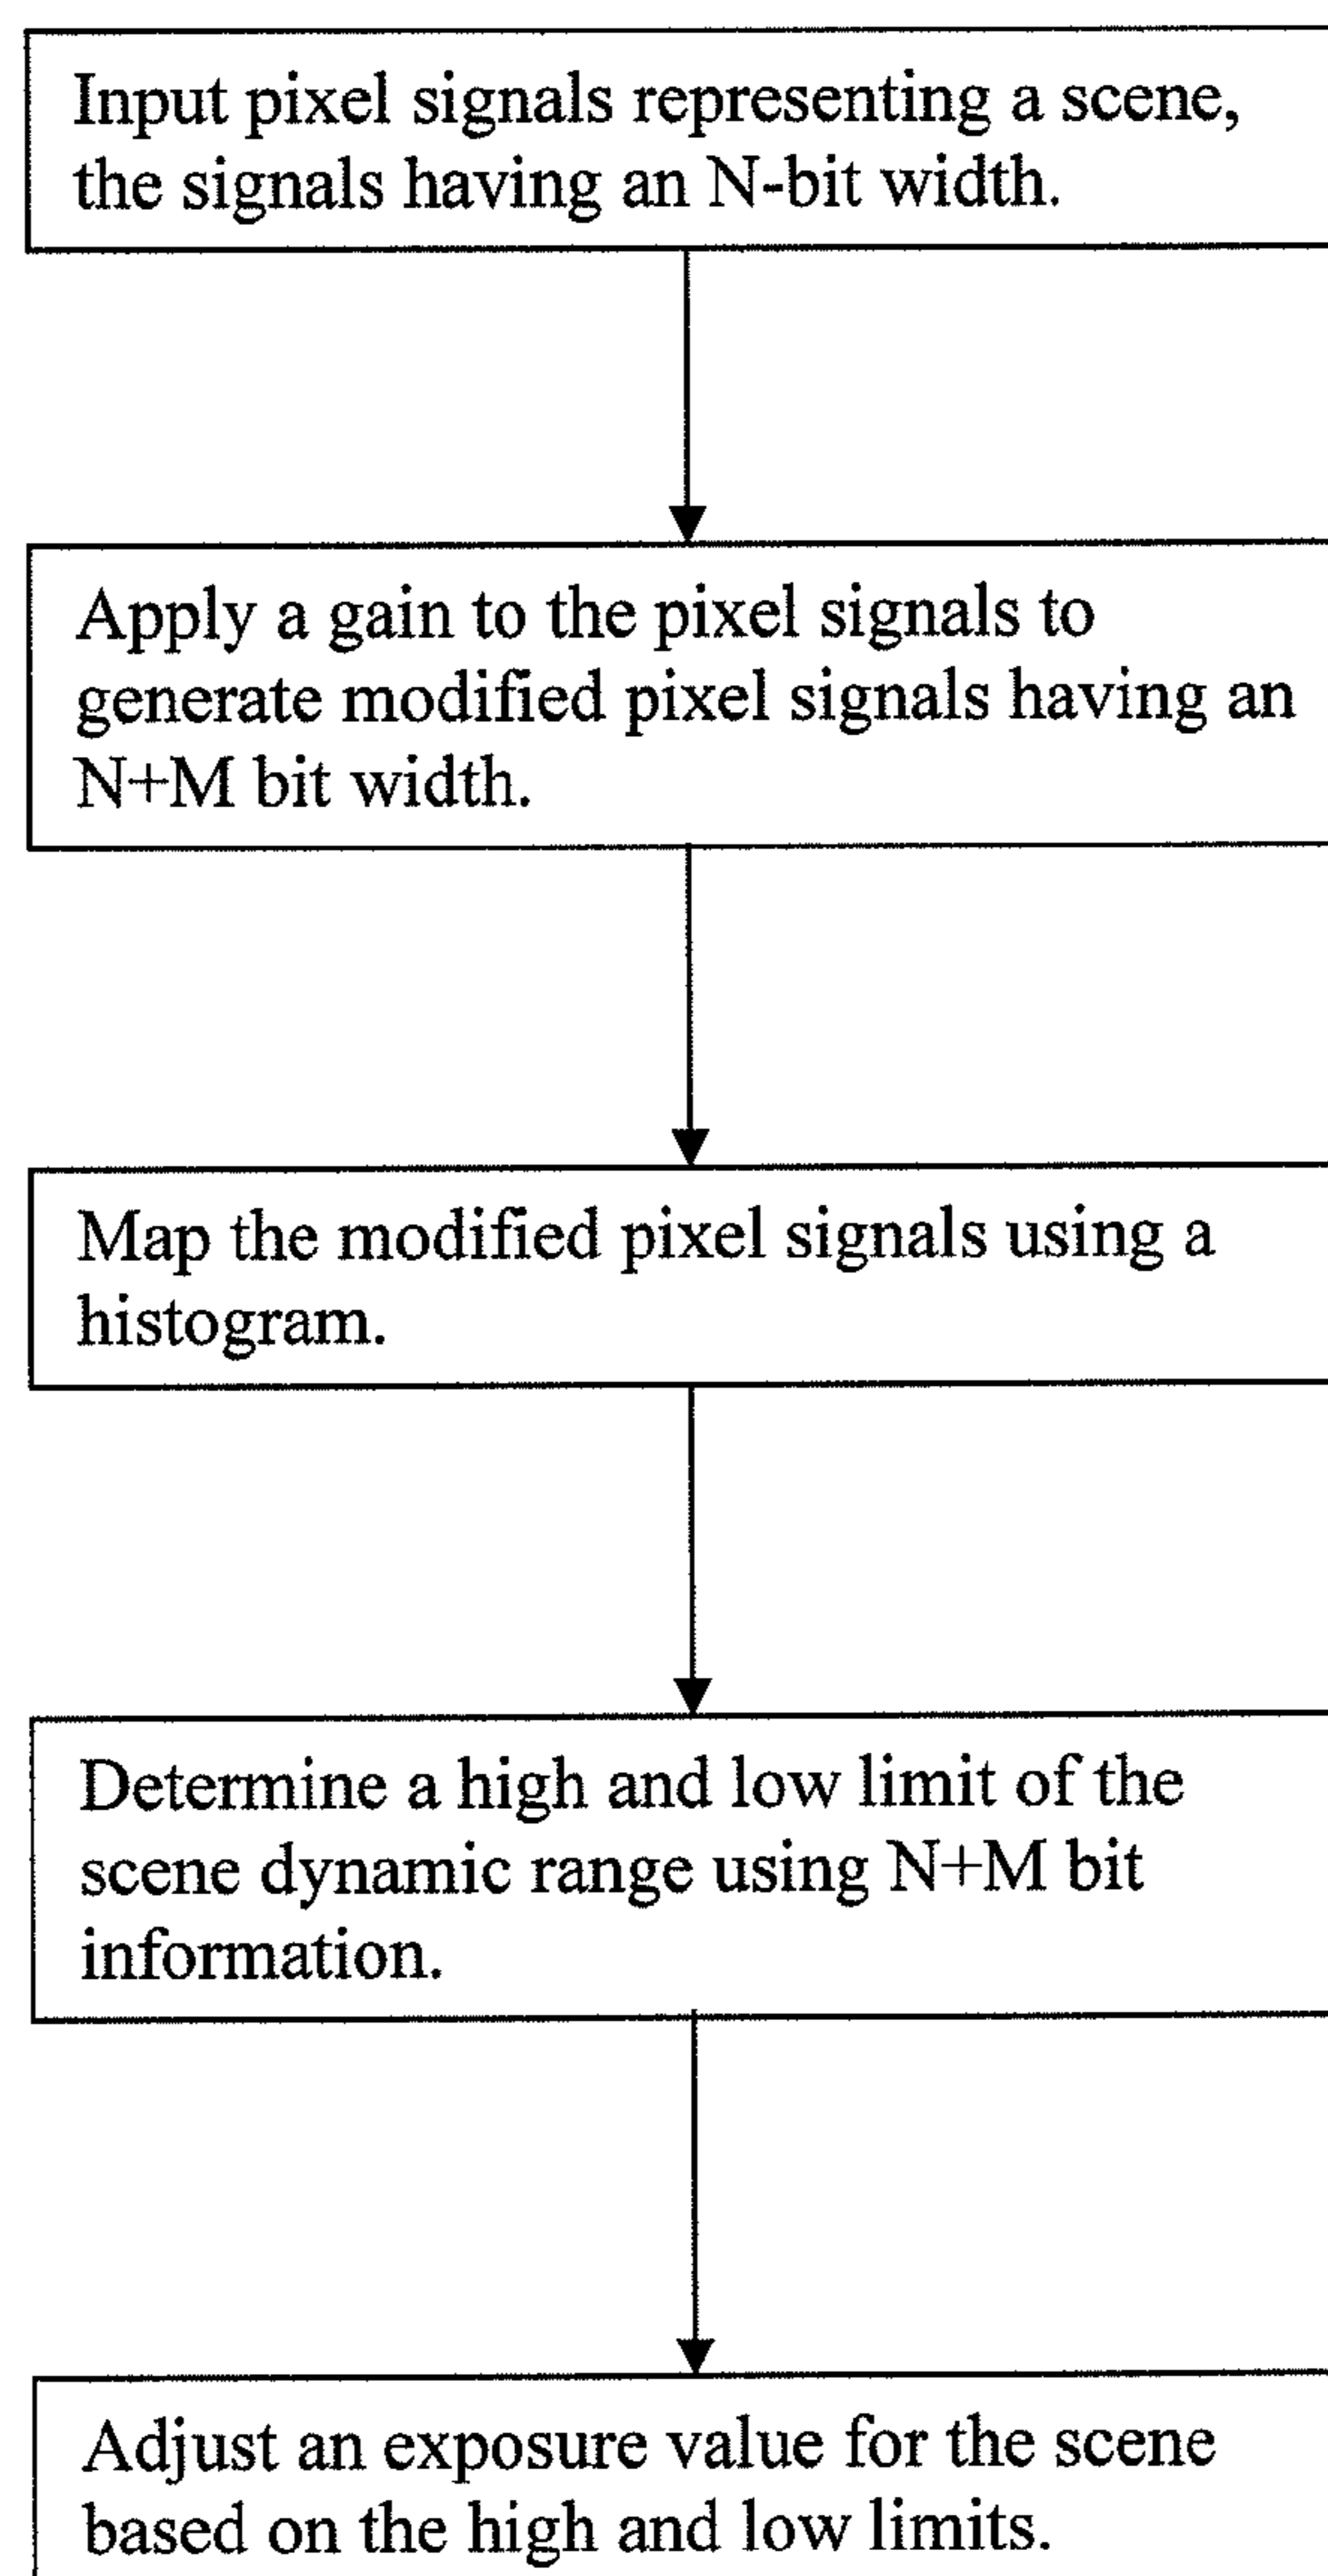 Input pixel signals representing a scene,
the signals having an N-bit width.
Apply a gain to the pixel signals to
generate modified pixel signals having an
N+M bit width.
Map the modified pixel signals using a
histogram.
Determine a high and low limit of the
scene dynamic range using N+M bit
information.
Adjust an exposure value for the scene
based on the high and low limits.